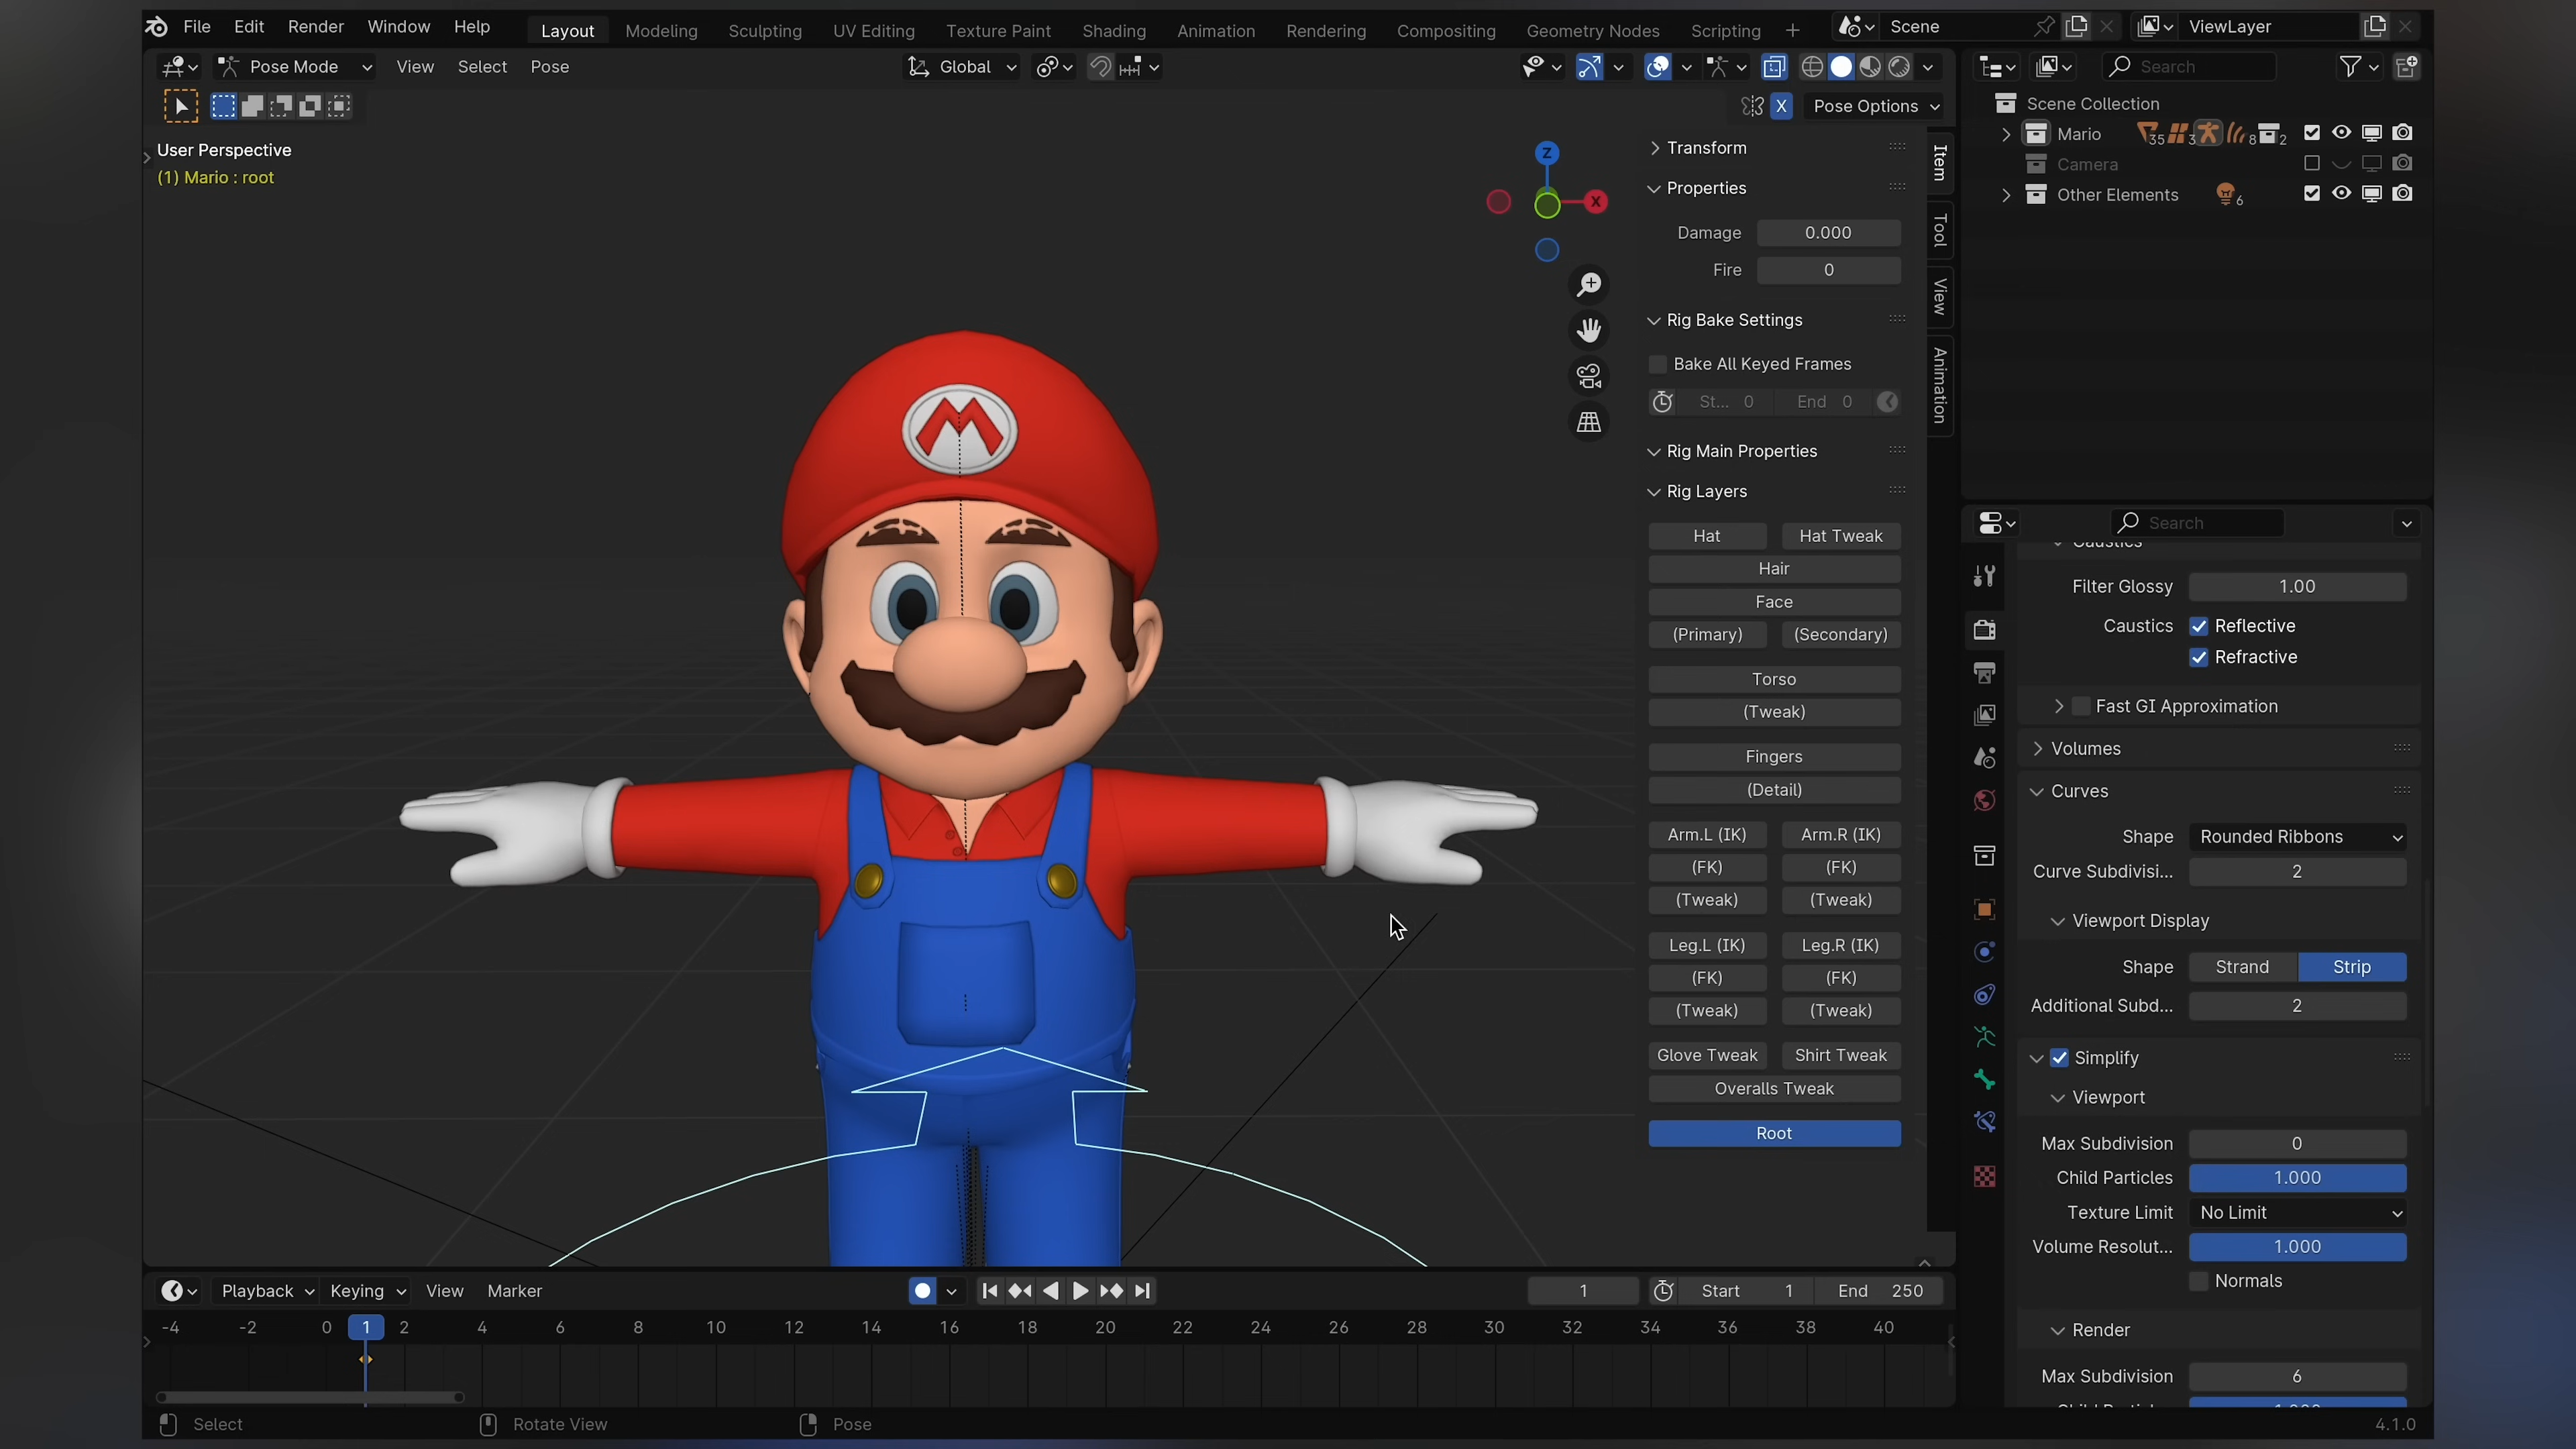 File Edit Render Window Help Layout Modeling Sculpting UV Editing Texture Paint Shading Animation Rendering Compositing Geometry Nodes Scripting + Scene ViewLayer
Pose Mode View Select Pose Global Search
X Pose Options
Scene Collection
Mario 35 3 8 2
Camera
Other Elements 6
User Perspective
(1) Mario : root
Z
X
M
Item
Tool
View
Animation
Transform
Properties
Damage 0.000
Fire 0
Rig Bake Settings
Bake All Keyed Frames
St... 0 End 0
Rig Main Properties
Rig Layers
Hat Hat Tweak
Hair
Face
(Primary) (Secondary)
Torso
(Tweak)
Fingers
(Detail)
Arm.L (IK) Arm.R (IK)
(FK) (FK)
(Tweak) (Tweak)
Leg.L (IK) Leg.R (IK)
(FK) (FK)
(Tweak) (Tweak)
Glove Tweak Shirt Tweak
Overalls Tweak
Root
Search
Caustics
Filter Glossy 1.00
Caustics Reflective
Refractive
Fast GI Approximation
Volumes
Curves
Shape Rounded Ribbons
Curve Subdivisi... 2
Viewport Display
Shape Strand Strip
Additional Subd... 2
Simplify
Viewport
Max Subdivision 0
Child Particles 1.000
Texture Limit No Limit
Volume Resolut... 1.000
Normals
Render
Max Subdivision 6
Playback Keying View Marker 1 Start 1 End 250
-4 -2 0 1 2 4 6 8 10 12 14 16 18 20 22 24 26 28 30 32 34 36 38 40
Select Rotate View Pose 4.1.0